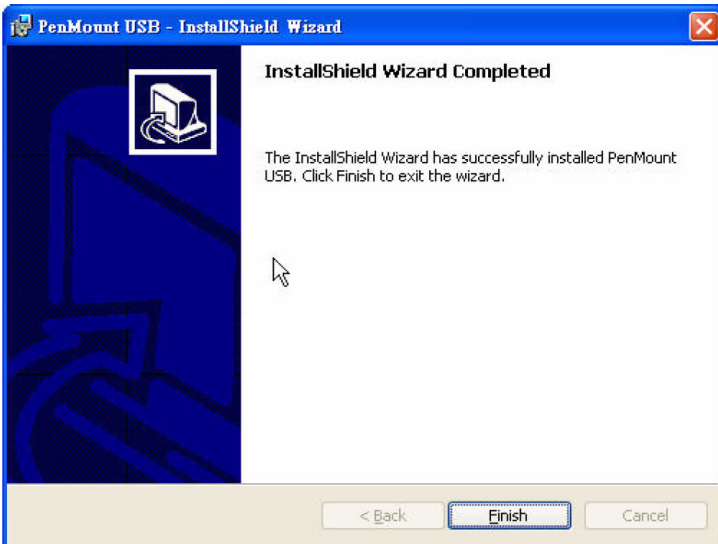 PenMount USB - InstallShield Wizard
InstallShield Wizard Completed
The InstallShield Wizard has successfully installed PenMount
USB. Click Finish to exit the wizard.
< Back
Finish
Cancel